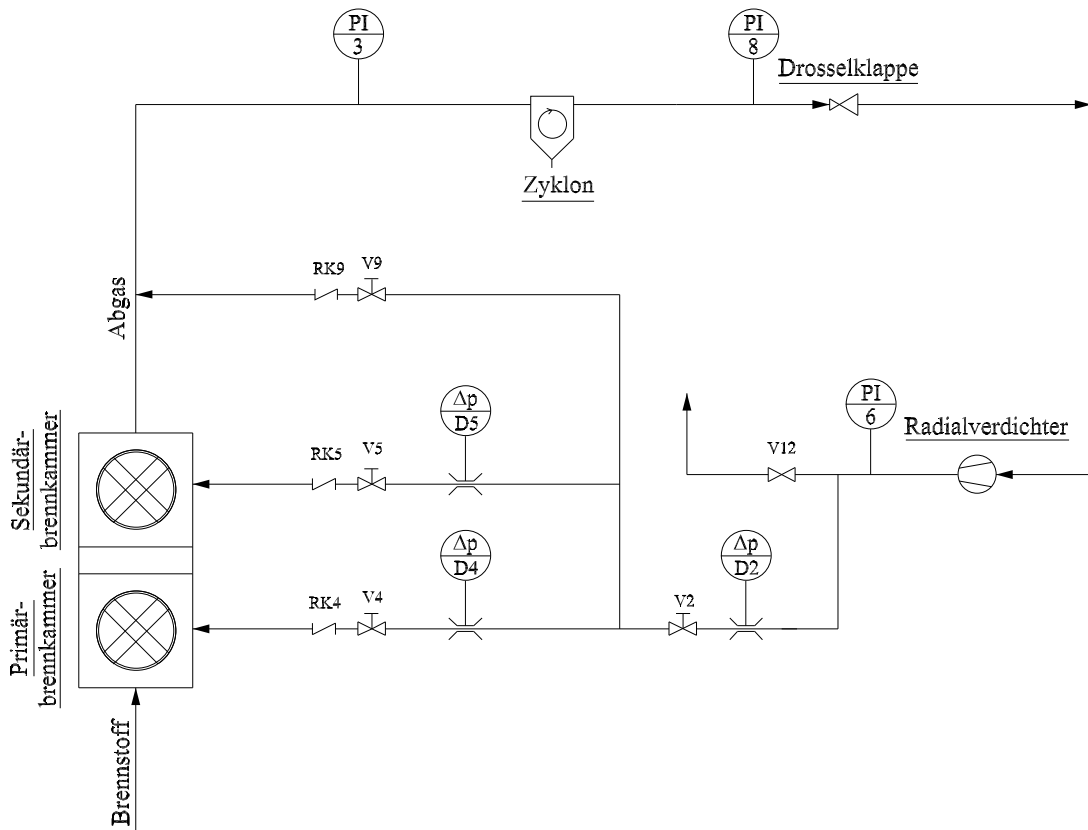 PI
3
PI
8
Drosselklappe
Zyklon
Abgas
RK9
V9
Δp
D5
PI
6
Radialverdichter
V12
Sekundär-
brennkammer
RK5
V5
Δp
D4
Δp
D2
Primär-
brennkammer
RK4
V4
V2
Brennstoff